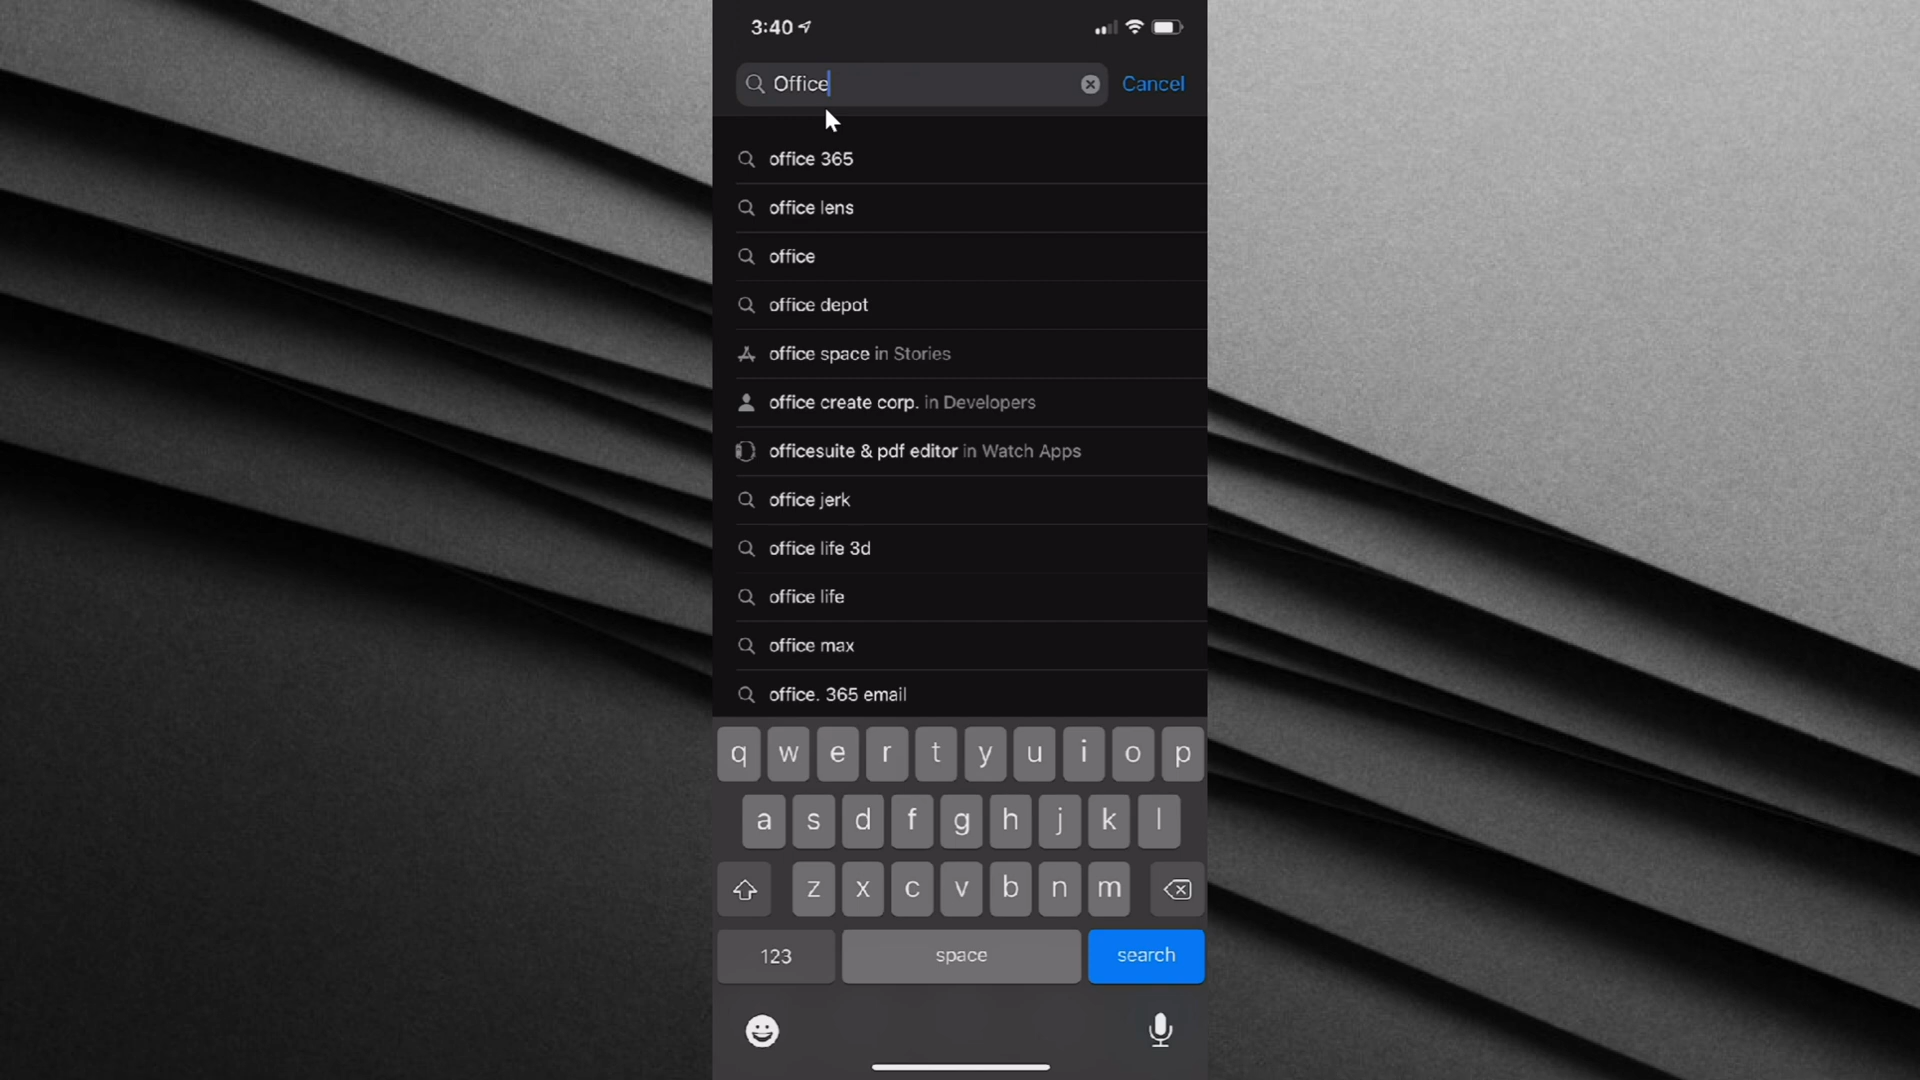 3:40
Office
Cancel
office 365
office lens
office
office depot
office space in Stories
office create corp. in Developers
officesuite & pdf editor in Watch Apps
office jerk
office life 3d
office life
office max
office. 365 email
q w e r t y u i o p
a s d f g h j k l
z x c v b n m
123 space search